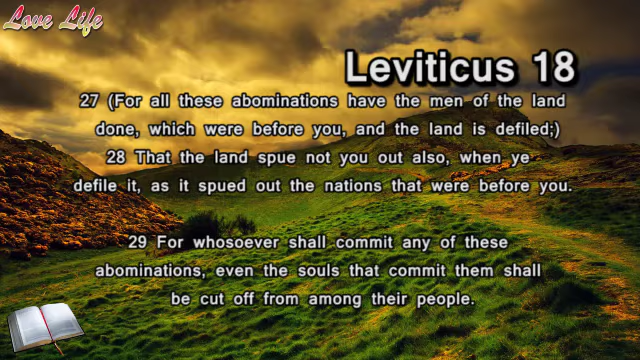 Love Life
Leviticus 18
27 (For all these abominations have the men of the land
done, which were before you, and the land is defiled;)
28 That the land spue not you out also, when ye
defile it, as it spued out the nations that were before you.
29 For whosoever shall commit any of these
abominations, even the souls that commit them shall
be cut off from among their people.